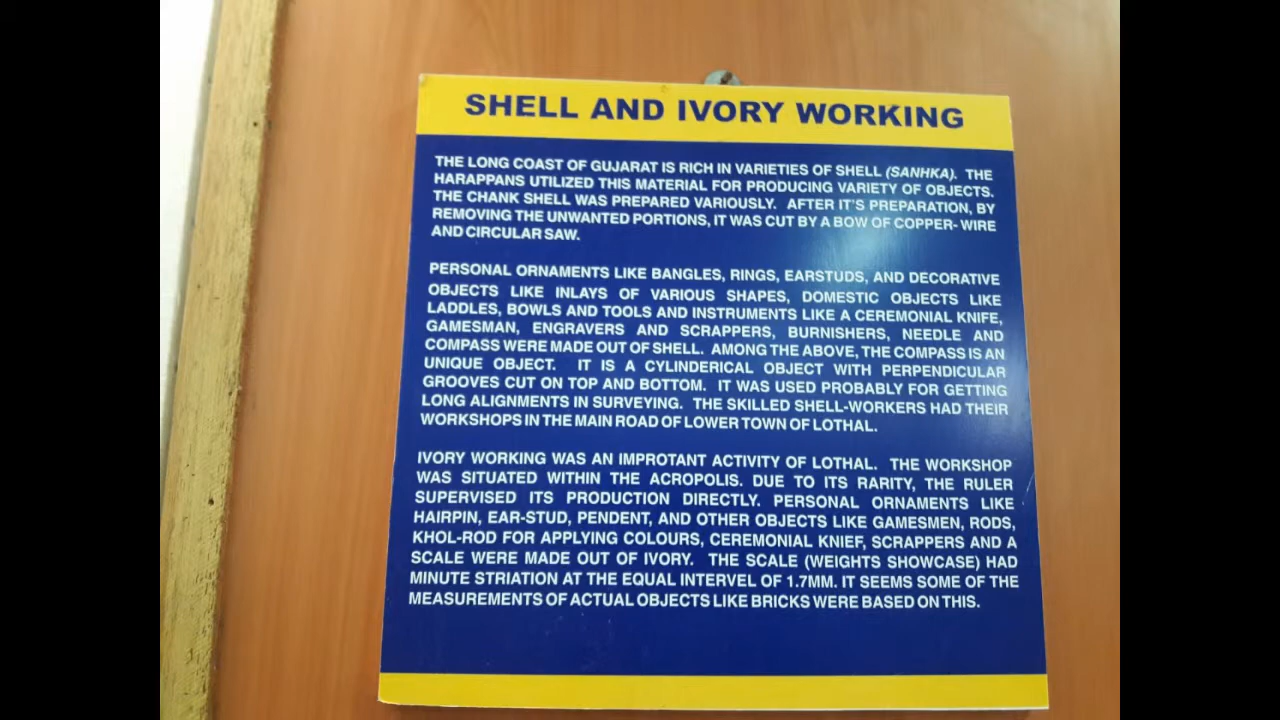 SHELL AND IVORY WORKING
THE LONG COAST OF GUJARAT IS RICH IN VARIETIES OF SHELL (SANHKA). THE
HARAPPANS UTILIZED THIS MATERIAL FOR PRODUCING VARIETY OF OBJECTS.
THE CHANK SHELL WAS PREPARED VARIOUSLY. AFTER IT'S PREPARATION, BY
REMOVING THE UNWANTED PORTIONS, IT WAS CUT BY A BOW OF COPPER- WIRE
AND CIRCULAR SAW.
PERSONAL ORNAMENTS LIKE BANGLES, RINGS, EARSTUDS, AND DECORATIVE
OBJECTS LIKE INLAYS OF VARIOUS SHAPES, DOMESTIC OBJECTS LIKE
LADDLES, BOWLS AND TOOLS AND INSTRUMENTS LIKE A CEREMONIAL KNIFE,
GAMESMAN, ENGRAVERS AND SCRAPPERS, BURNISHERS, NEEDLE AND
COMPASS WERE MADE OUT OF SHELL. AMONG THE ABOVE, THE COMPASS IS AN
UNIQUE OBJECT. IT IS A CYLINDERICAL OBJECT WITH PERPENDICULAR
GROOVES CUT ON TOP AND BOTTOM. IT WAS USED PROBABLY FOR GETTING
LONG ALIGNMENTS IN SURVEYING. THE SKILLED SHELL-WORKERS HAD THEIR
WORKSHOPS IN THE MAIN ROAD OF LOWER TOWN OF LOTHAL.
IVORY WORKING WAS AN IMPROTANT ACTIVITY OF LOTHAL. THE WORKSHOP
WAS SITUATED WITHIN THE ACROPOLIS. DUE TO ITS RARITY, THE RULER
SUPERVISED ITS PRODUCTION DIRECTLY. PERSONAL ORNAMENTS LIKE
HAIRPIN, EAR-STUD, PENDENT, AND OTHER OBJECTS LIKE GAMESMEN, RODS,
KHOL-ROD FOR APPLYING COLOURS, CEREMONIAL KNIEF, SCRAPPERS AND A
SCALE WERE MADE OUT OF IVORY. THE SCALE (WEIGHTS SHOWCASE) HAD
MINUTE STRIATION AT THE EQUAL INTERVEL OF 1.7MM. IT SEEMS SOME OF THE
MEASUREMENTS OF ACTUAL OBJECTS LIKE BRICKS WERE BASED ON THIS.